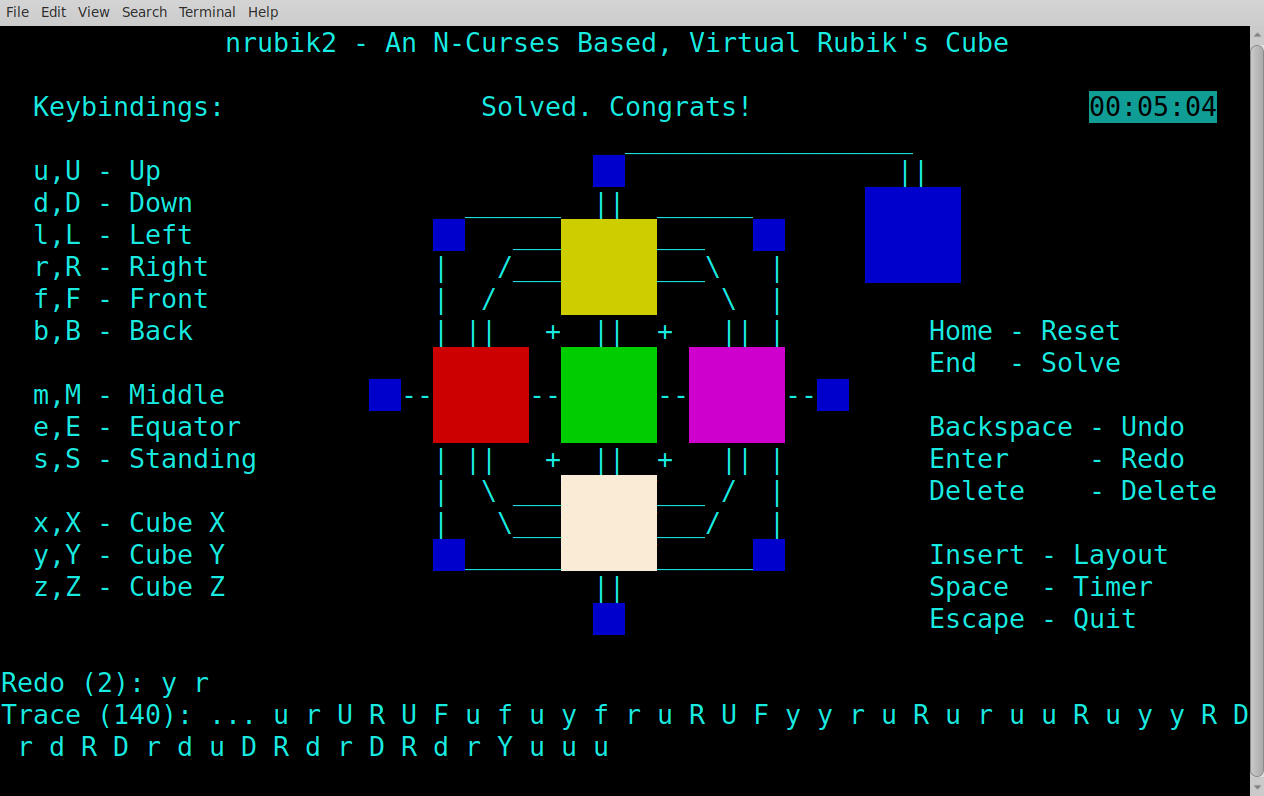 File Edit View Search Terminal Help
nrubik2 - An N-Curses Based, Virtual Rubik's Cube
Keybindings: Solved. Congrats! 00:05:04
u,U - Up
d,D - Down
l,L - Left
r,R - Right
f,F - Front
b,B - Back
Home - Reset
End - Solve
m,M - Middle
e,E - Equator
Backspace - Undo
s,S - Standing
Enter - Redo
Delete - Delete
x,X - Cube X
y,Y - Cube Y
Insert - Layout
z,Z - Cube Z
Space - Timer
Escape - Quit
Redo (2): y r
Trace (140): ... u r U R U F u f u y f r u R U F y y r u R u r u u R u y y R D
r d R D r d u D R d r D R d r Y u u u